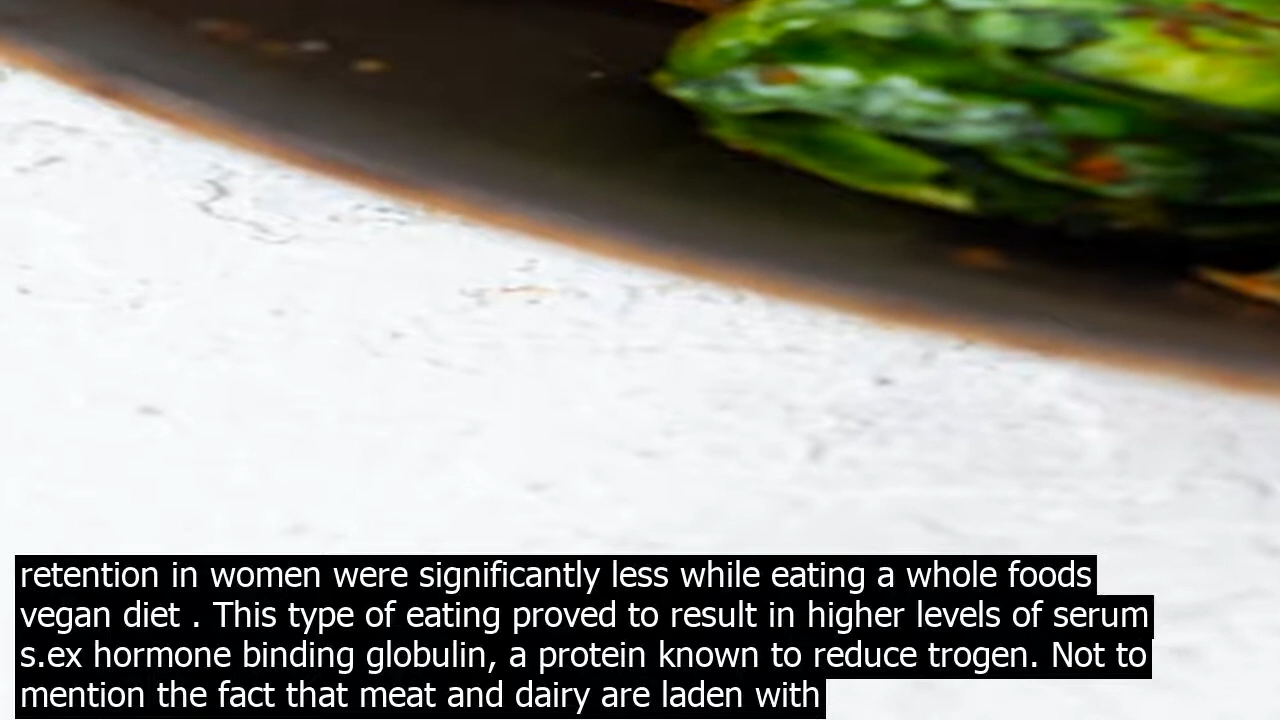 retention in women were significantly less while eating a whole foods
vegan diet . This type of eating proved to result in higher levels of serum
s.ex hormone binding globulin, a protein known to reduce trogen. Not to
mention the fact that meat and dairy are laden with